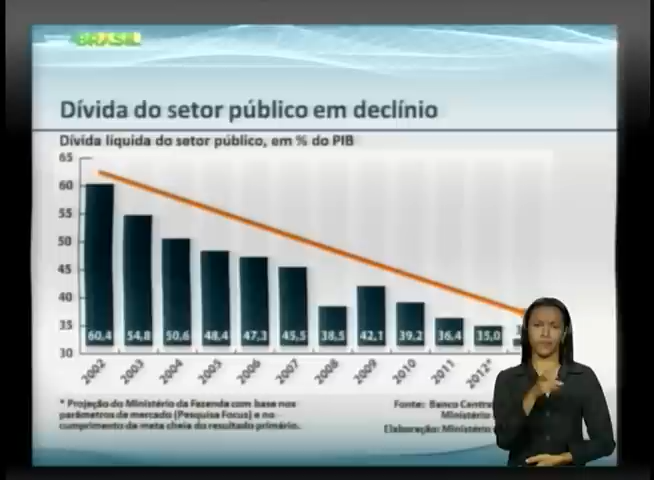 BRASIL
Dívida do setor público em declínio
Dívida líquida do setor público, em % do PIB
65
60
55
50
45
40
35
30
60,4 54,8 50,6 48,4 47,3 45,5 38,5 42,1 39,2 36,4 35,0
2002 2003 2004 2005 2006 2007 2008 2009 2010 2011 2012*
* Projeção do Ministério da Fazenda com base nos
parâmetros de mercado (Pesquisa Focus) e no
cumprimento da meta cheia do resultado primário.
Fonte: Banco
Ministério
Elaboração: Ministério